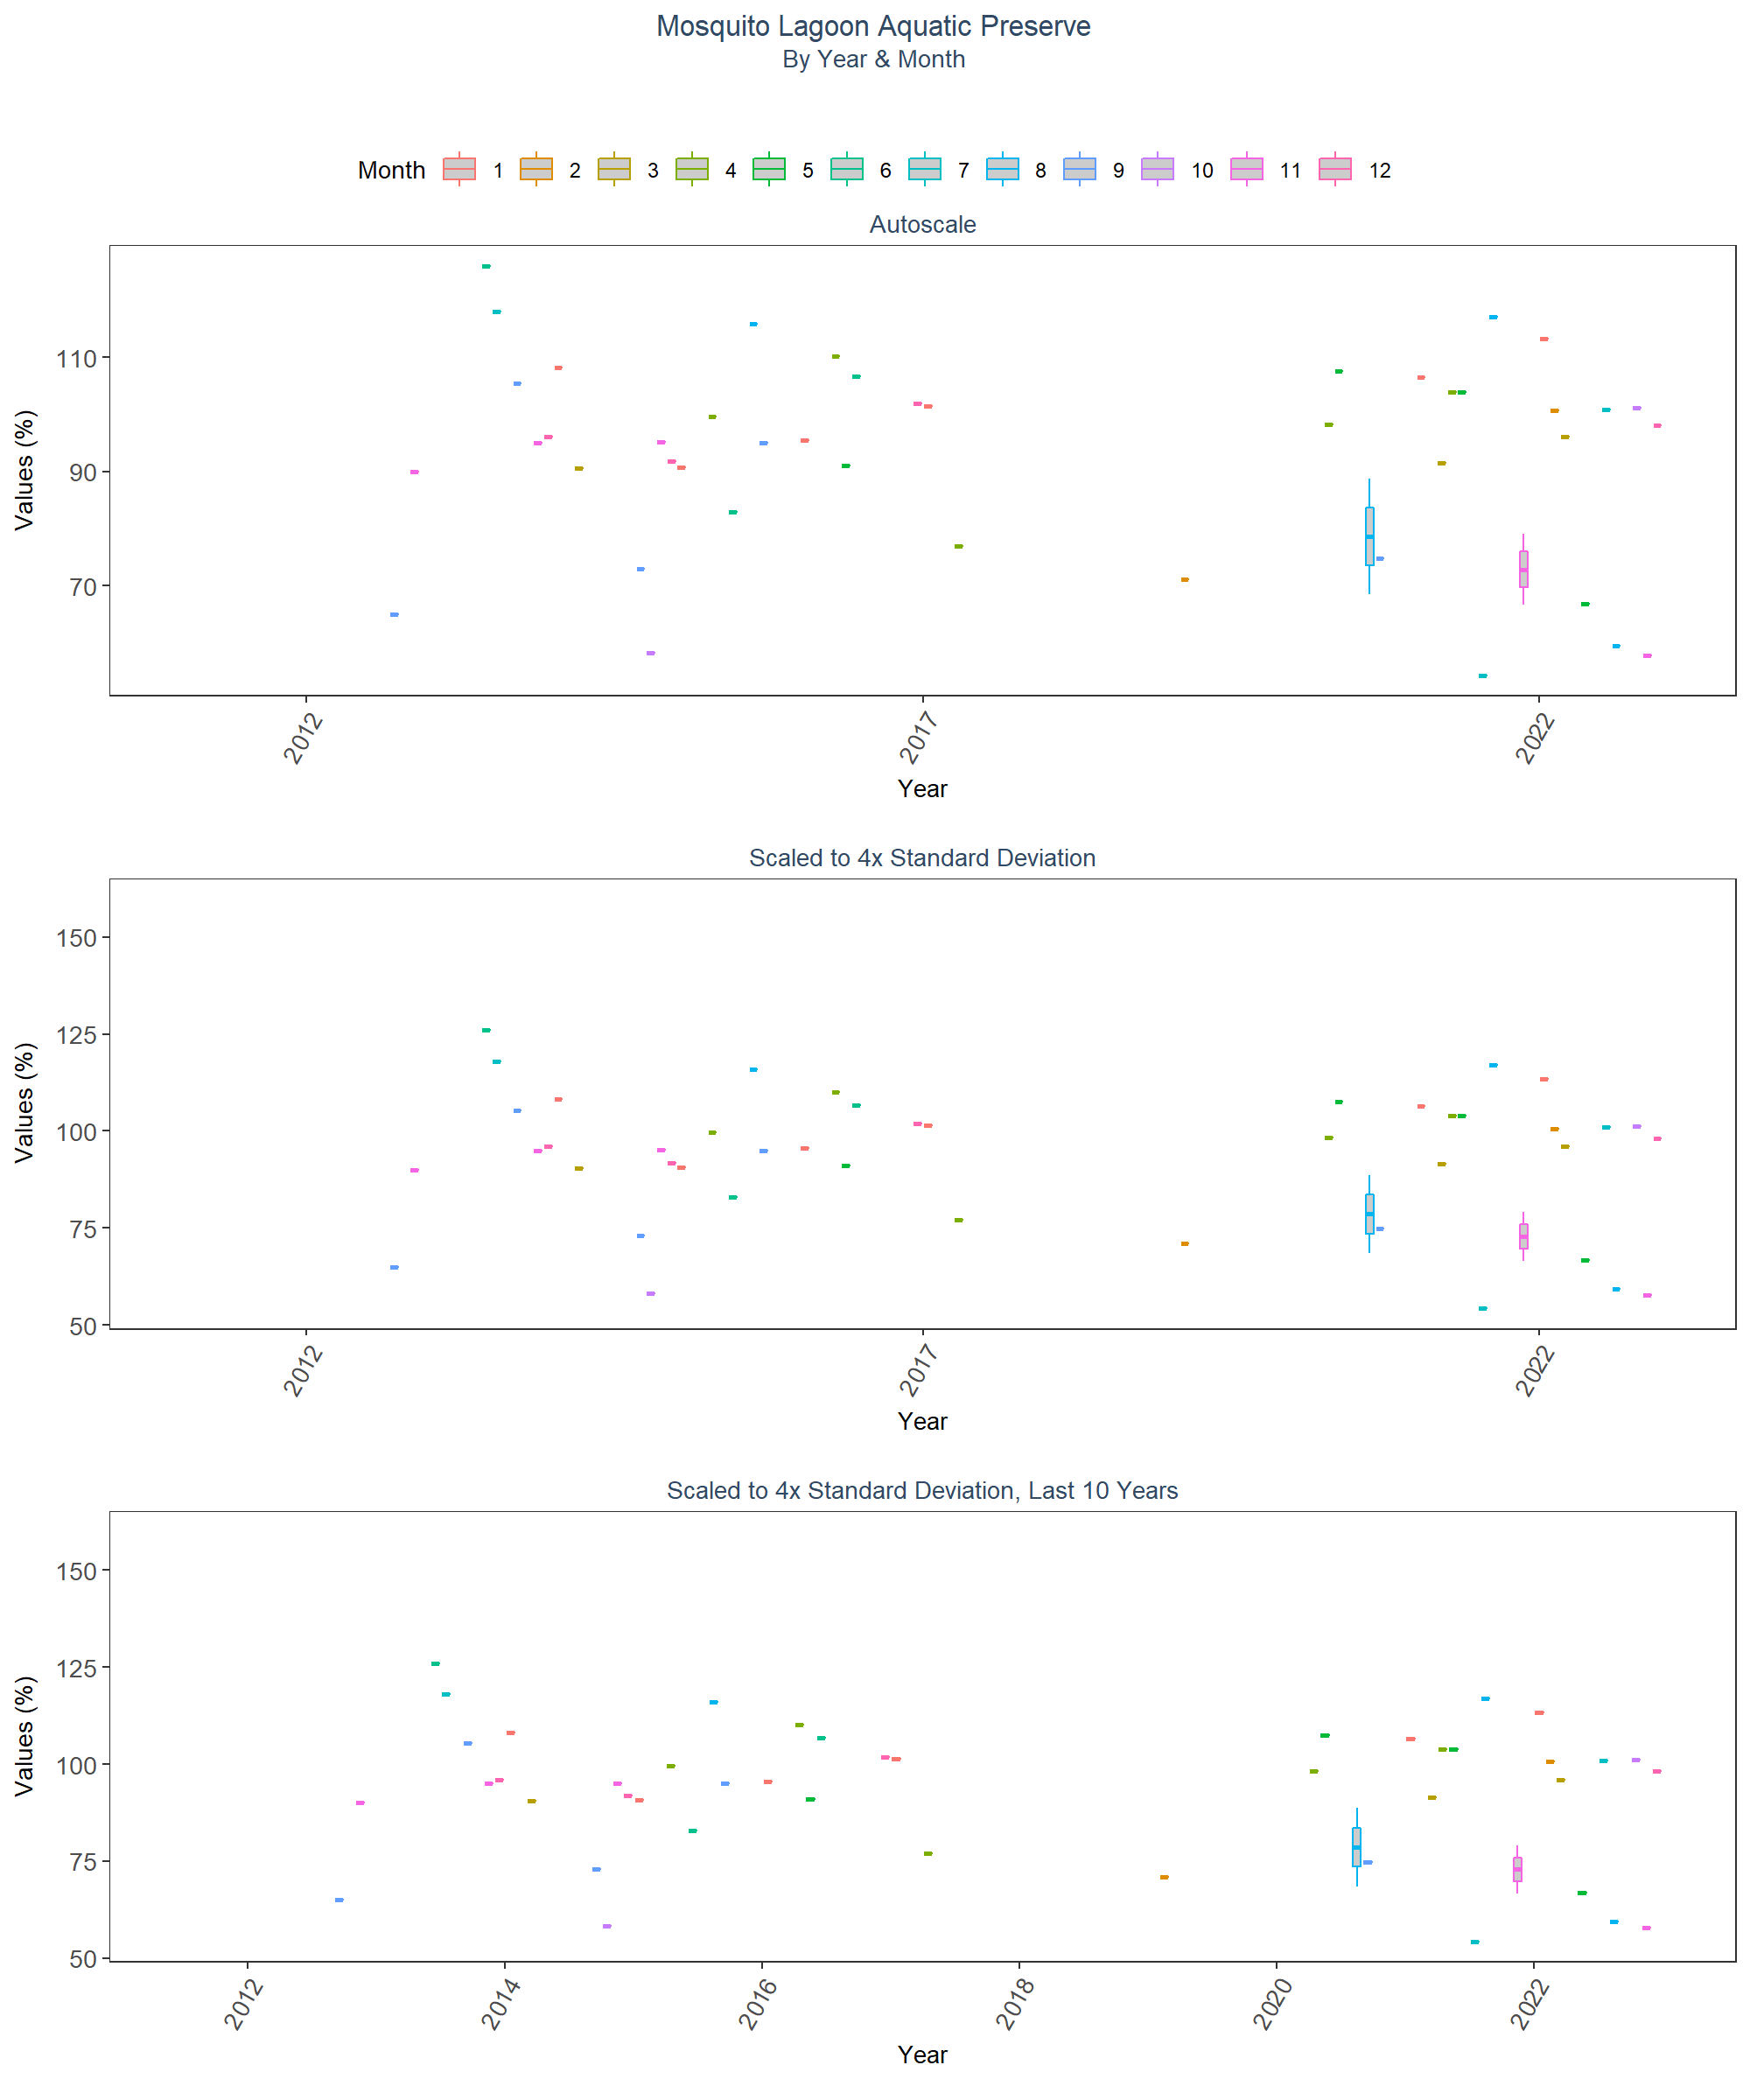 Mosquito Lagoon Aquatic Preserve
By Year & Month
Month 1 2 3 4 5 6 7 8 9 10 11 12
Autoscale
Values (%)
110
90
70
2012 2017 2022
Year
Scaled to 4x Standard Deviation
Values (%)
150
125
100
75
50
2012 2017 2022
Year
Scaled to 4x Standard Deviation, Last 10 Years
Values (%)
150
125
100
75
50
2012 2014 2016 2018 2020 2022
Year